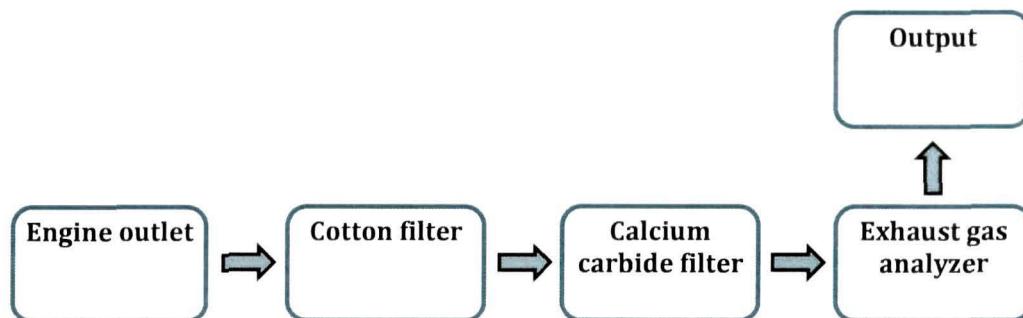 Output
Engine outlet
Cotton filter
Calcium
carbide filter
Exhaust gas
analyzer